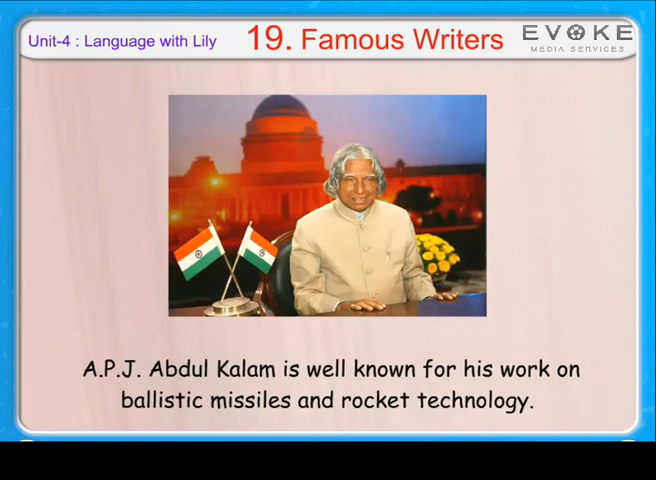 Unit-4 : Language with Lily
19. Famous Writers
EVOKE
MEDIA SERVICES
A.P.J. Abdul Kalam is well known for his work on
ballistic missiles and rocket technology.